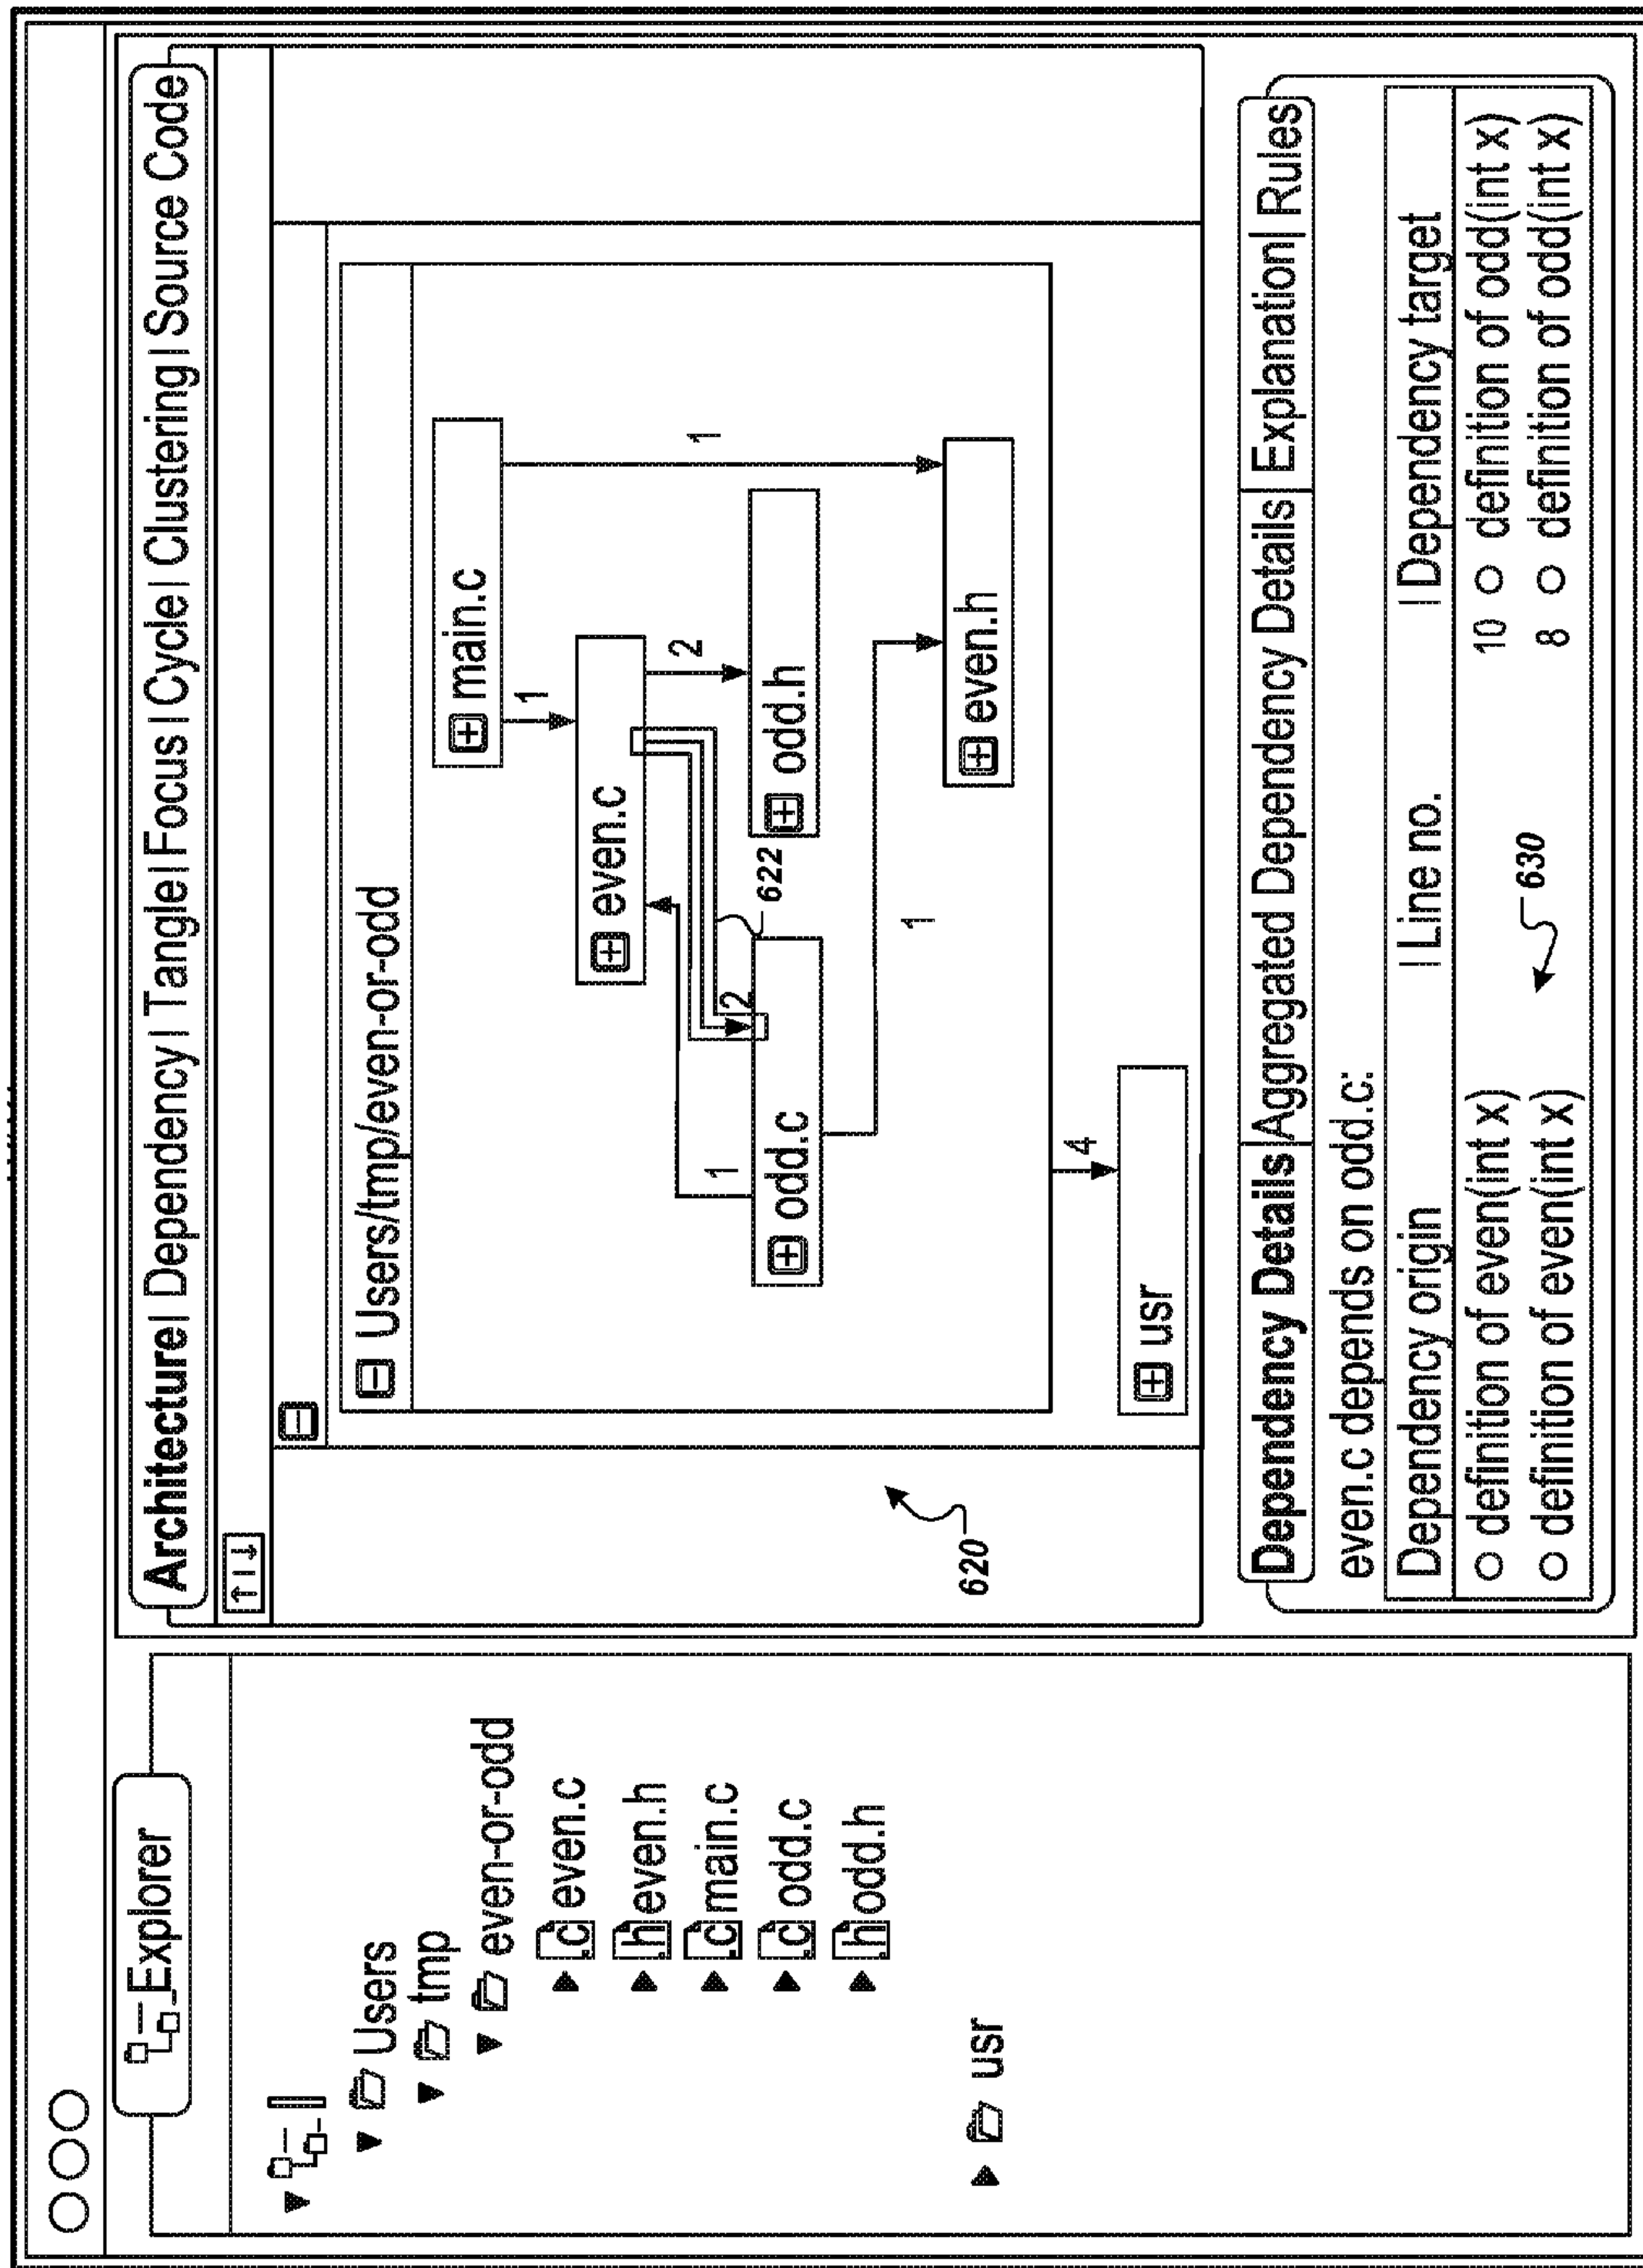 Explorer
Users
tmp
even-or-odd
.c even.c
.h even.h
.c main.c
.c odd.c
.h odd.h
usr
Architecture| Dependency| Tangle| Focus | Cycle| Clustering | Source Code
Users/tmp/even-or-odd
main.c
1
1
even.c
2
622
2
1
odd.h
odd.c
1
even.h
4
usr
620
Dependency Details|Aggregated Dependency Details| Explanation| Rules
even.c depends on odd.c:
Dependency origin |Line no. |Dependency target
definition of even(int x) 10 definition of odd(int x)
definition of even(int x) 8 definition of odd(int x)
630